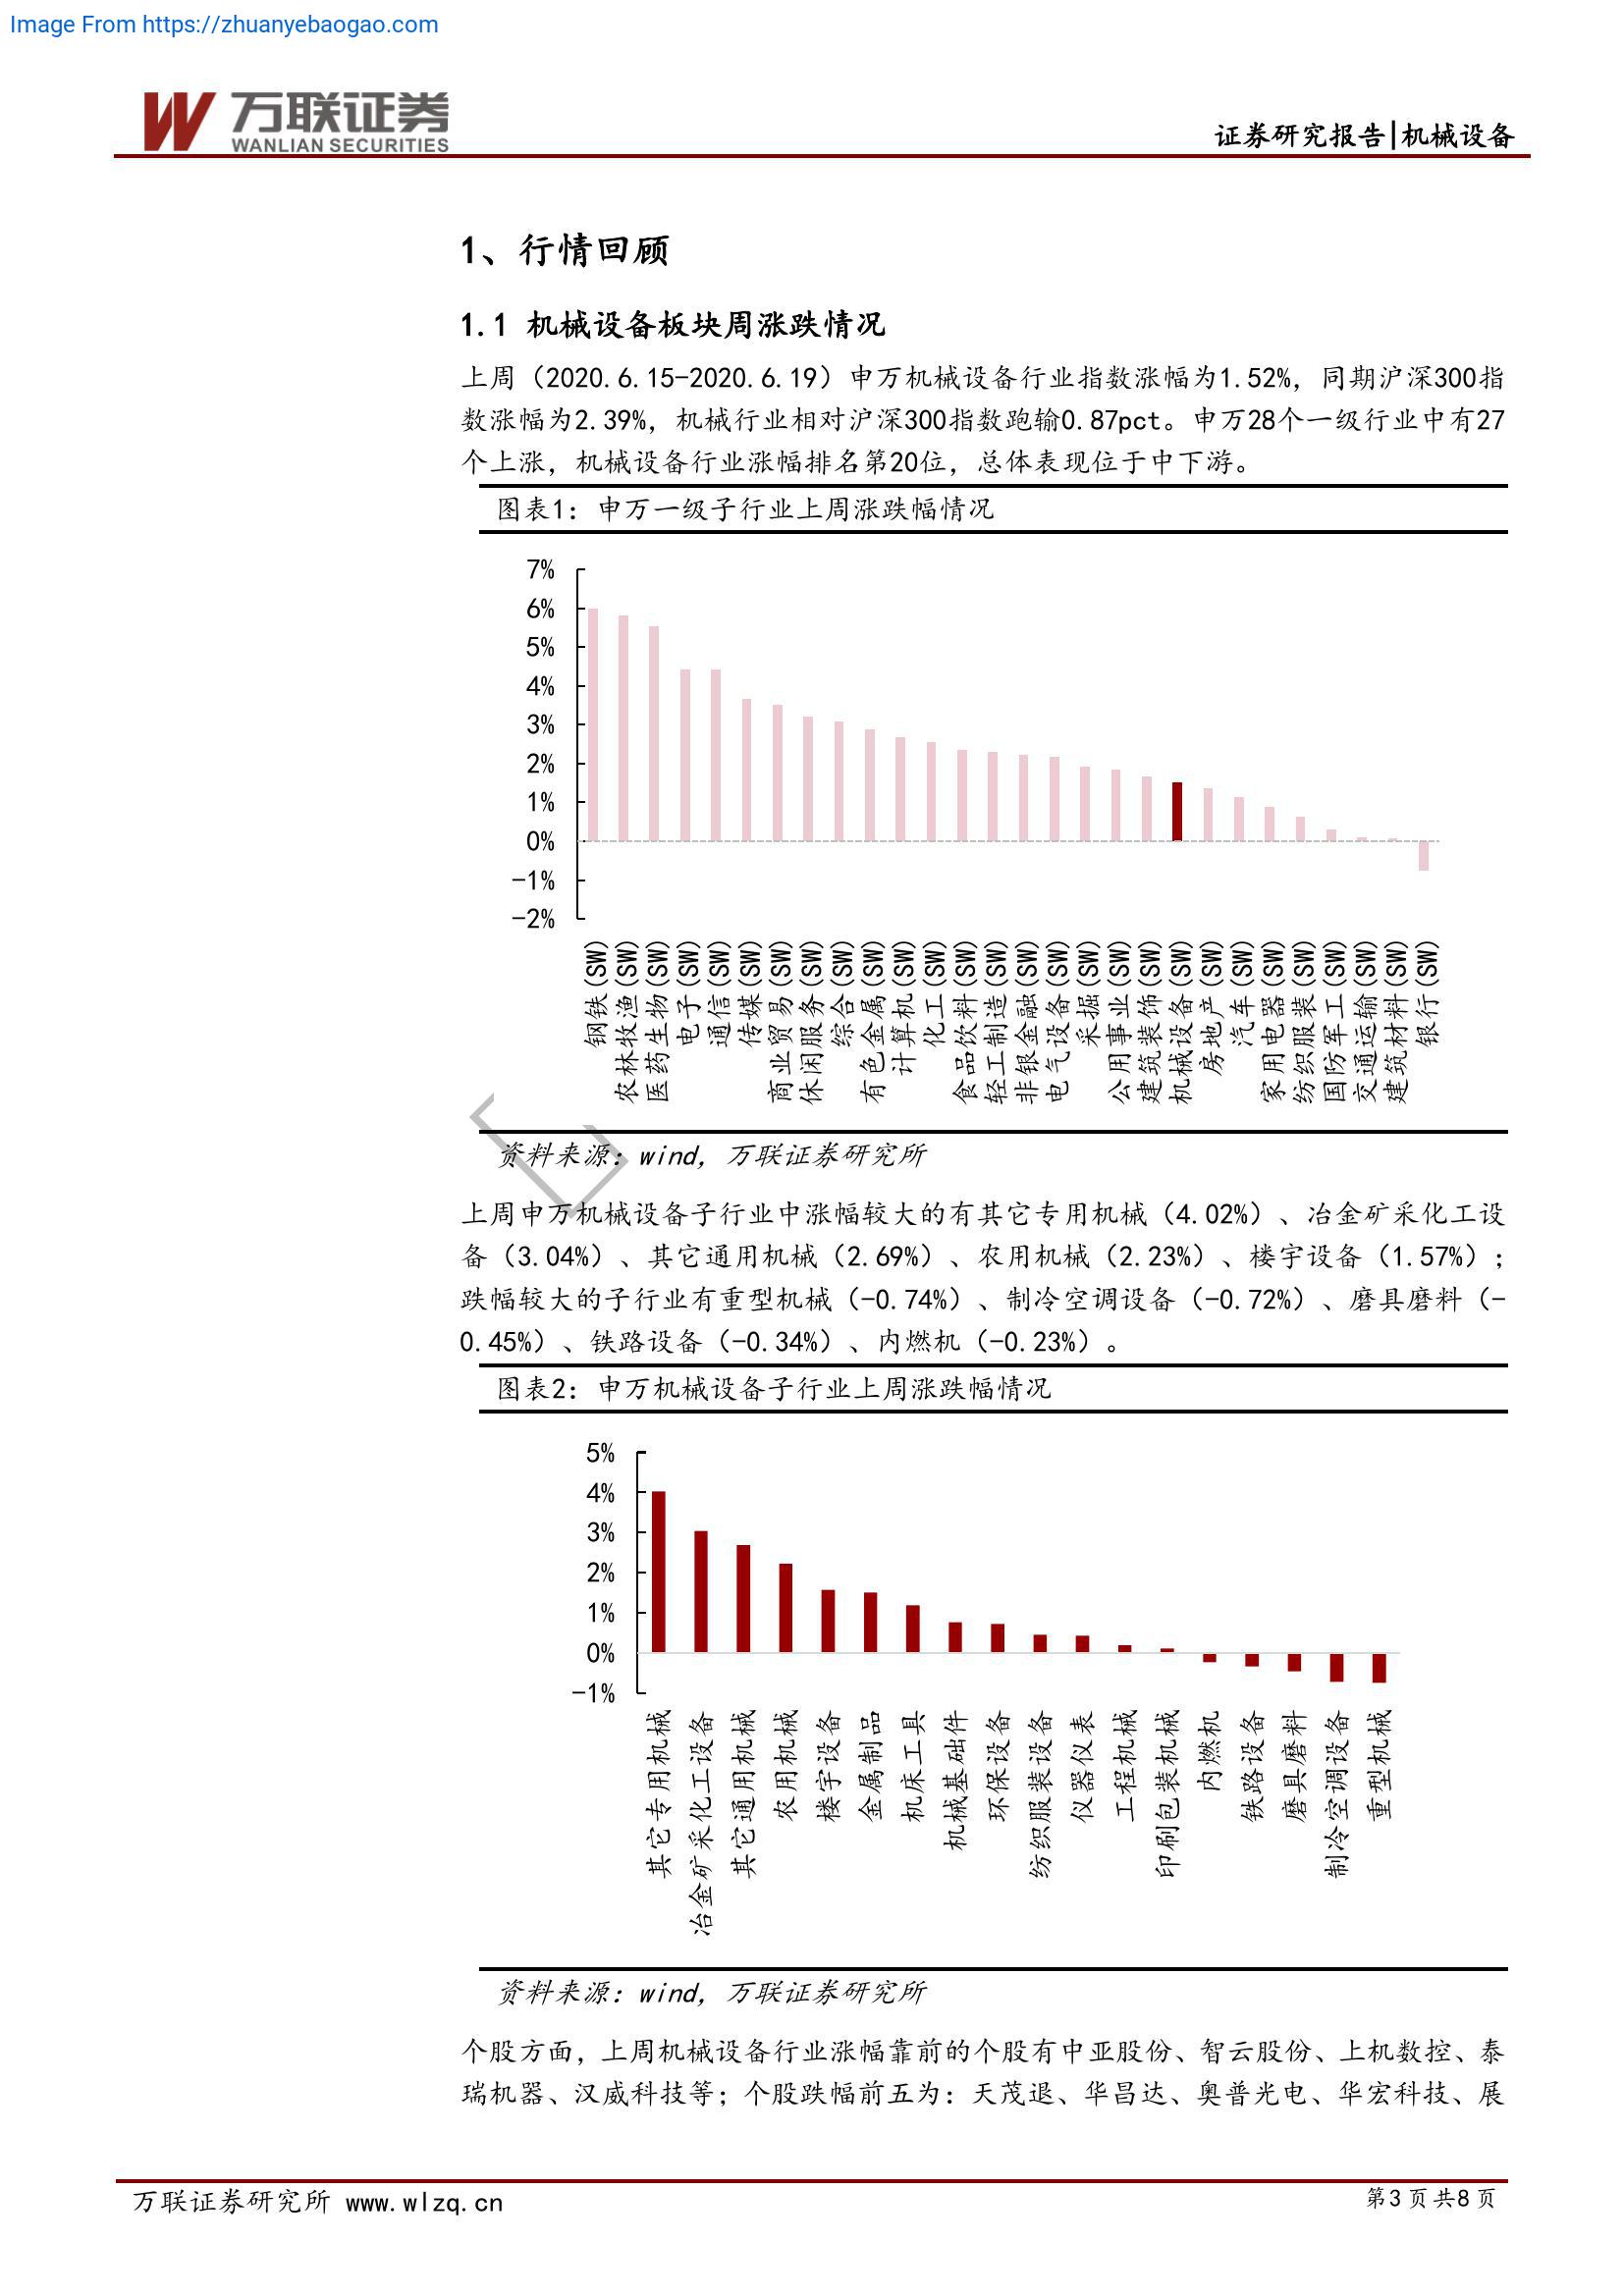 Image From https://zhuanyebaogao.com
万联证券
WANLIAN SECURITIES
证券研究报告|机械设备
1、行情回顾
1.1 机械设备板块周涨跌情况
上周（2020.6.15-2020.6.19）申万机械设备行业指数涨幅为1.52%，同期沪深300指
数涨幅为2.39%，机械行业相对沪深300指数跑输0.87pct。申万28个一级行业中有27
个上涨，机械设备行业涨幅排名第20位，总体表现位于中下游。
图表1：申万一级子行业上周涨跌幅情况
7%
6%
5%
4%
3%
2%
1%
0%
-1%
-2%
钢铁(SW)
农林牧渔(SW)
医药生物(SW)
电子(SW)
通信(SW)
传媒(SW)
商业贸易(SW)
休闲服务(SW)
综合(SW)
有色金属(SW)
计算机(SW)
化工(SW)
食品饮料(SW)
轻工制造(SW)
非银金融(SW)
电气设备(SW)
采掘(SW)
公用事业(SW)
建筑装饰(SW)
机械设备(SW)
房地产(SW)
汽车(SW)
家用电器(SW)
纺织服装(SW)
国防军工(SW)
交通运输(SW)
建筑材料(SW)
银行(SW)
资料来源：wind，万联证券研究所
上周申万机械设备子行业中涨幅较大的有其它专用机械（4.02%）、冶金矿采化工设
备（3.04%）、其它通用机械（2.69%）、农用机械（2.23%）、楼宇设备（1.57%）；
跌幅较大的子行业有重型机械（-0.74%）、制冷空调设备（-0.72%）、磨具磨料（-
0.45%）、铁路设备（-0.34%）、内燃机（-0.23%）。
图表2：申万机械设备子行业上周涨跌幅情况
5%
4%
3%
2%
1%
0%
-1%
其它专用机械
冶金矿采化工设备
其它通用机械
农用机械
楼宇设备
金属制品
机床工具
机械基础件
环保设备
纺织服装设备
仪器仪表
工程机械
印刷包装机械
内燃机
铁路设备
磨具磨料
制冷空调设备
重型机械
资料来源：wind，万联证券研究所
个股方面，上周机械设备行业涨幅靠前的个股有中亚股份、智云股份、上机数控、泰
瑞机器、汉威科技等；个股跌幅前五为：天茂退、华昌达、奥普光电、华宏科技、展
万联证券研究所 www.wlzq.cn
第3页共8页